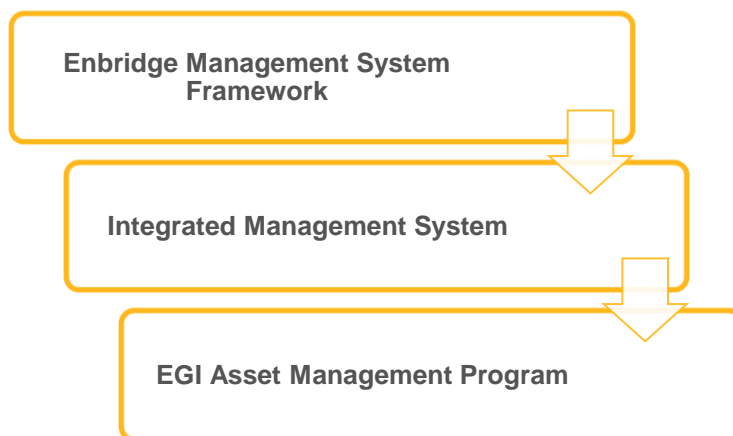 Enbridge Management System
Framework
Integrated Management System
EGI Asset Management Program